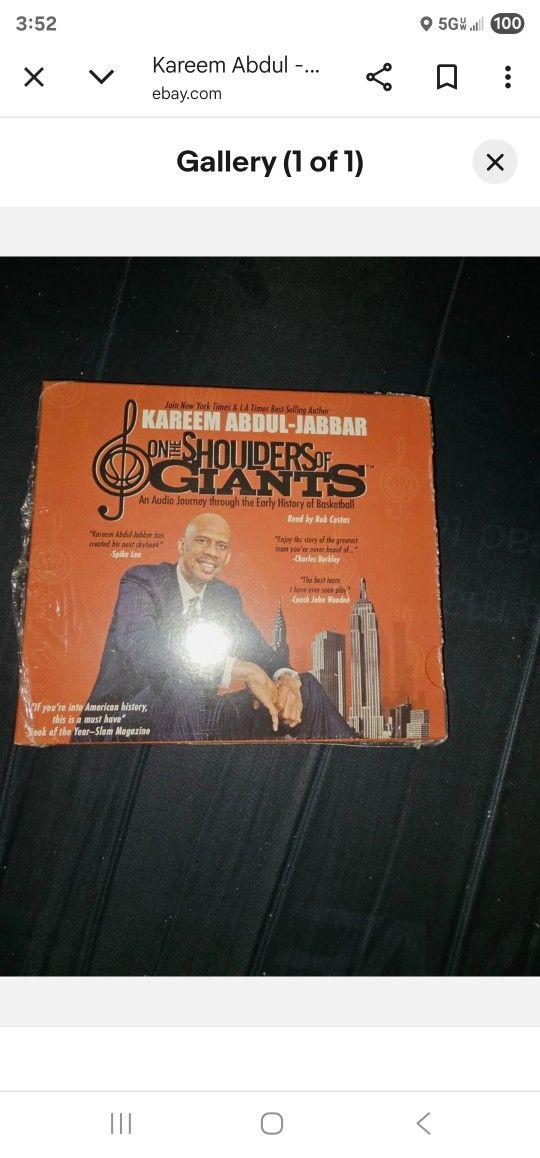 3:52
5G UW
100
Kareem Abdul -...
ebay.com
Gallery (1 of 1)
Join New York Times & LA Times Best-Selling Author
KAREEM ABDUL-JABBAR
ON THE SHOULDERS OF
GIANTS™
An Audio Journey through the Early History of Basketball
Read by Bob Costas
"Kareem Abdul-Jabbar has
created his next skyhook"
-Spike Lee
"Enjoy the story of the greatest
team you've never heard of..."
-Charles Barkley
"The best team
I have ever seen play"
-Coach John Wooden
"If you're into American history,
this is a must have"
Book of the Year—Slam Magazine